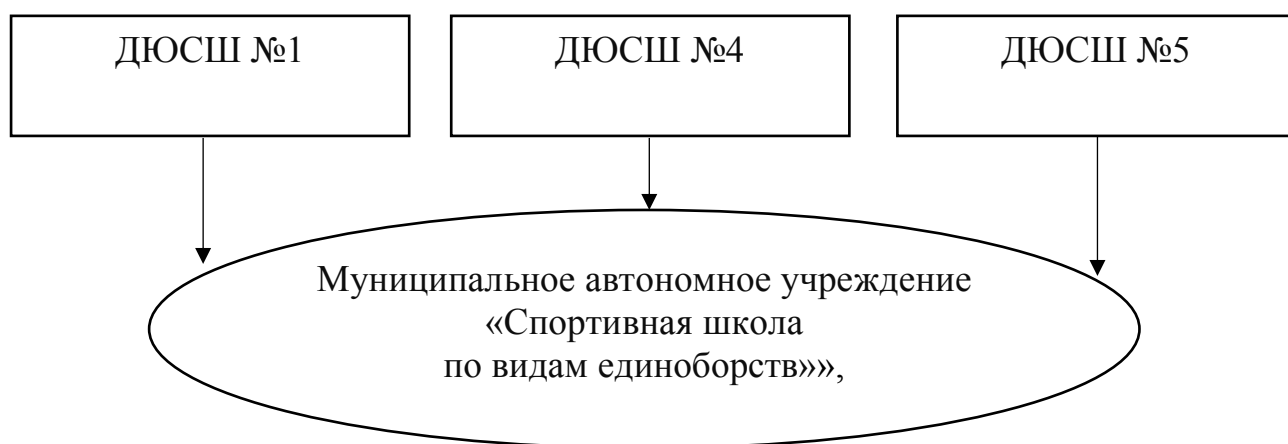 ДЮСШ №1
ДЮСШ №4
ДЮСШ №5
Муниципальное автономное учреждение
«Спортивная школа
по видам единоборств»»,